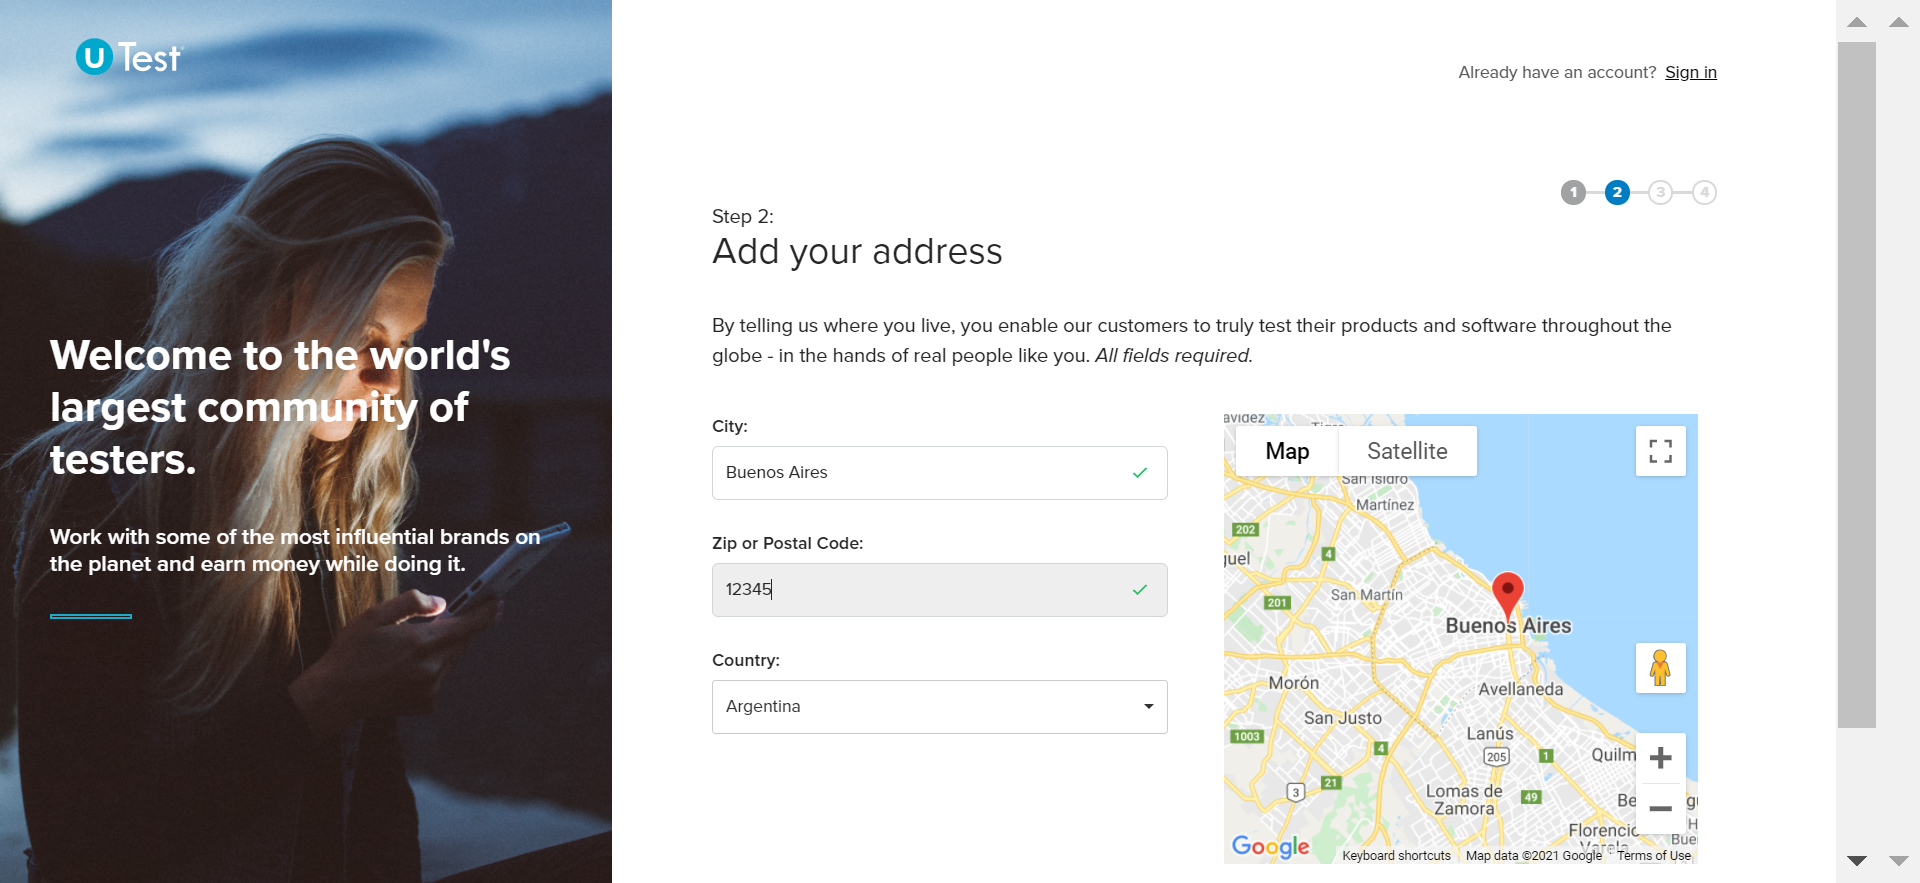 U Test
Welcome to the world's
largest community of
testers.
Work with some of the most influential brands on
the planet and earn money while doing it.
Already have an account? Sign in
1 2 3 4
Step 2:
Add your address
By telling us where you live, you enable our customers to truly test their products and software throughout the
globe - in the hands of real people like you. All fields required.
City:
Buenos Aires
Zip or Postal Code:
12345
Country:
Argentina
Map Satellite
San Isidro
Martínez
202
4
San Martín
201
Buenos Aires
Morón
Avellaneda
San Justo
Lanús
1003
4
205
1
21
3
Lomas de
Zamora
49
Google
Keyboard shortcuts Map data ©2021 Google Terms of Use